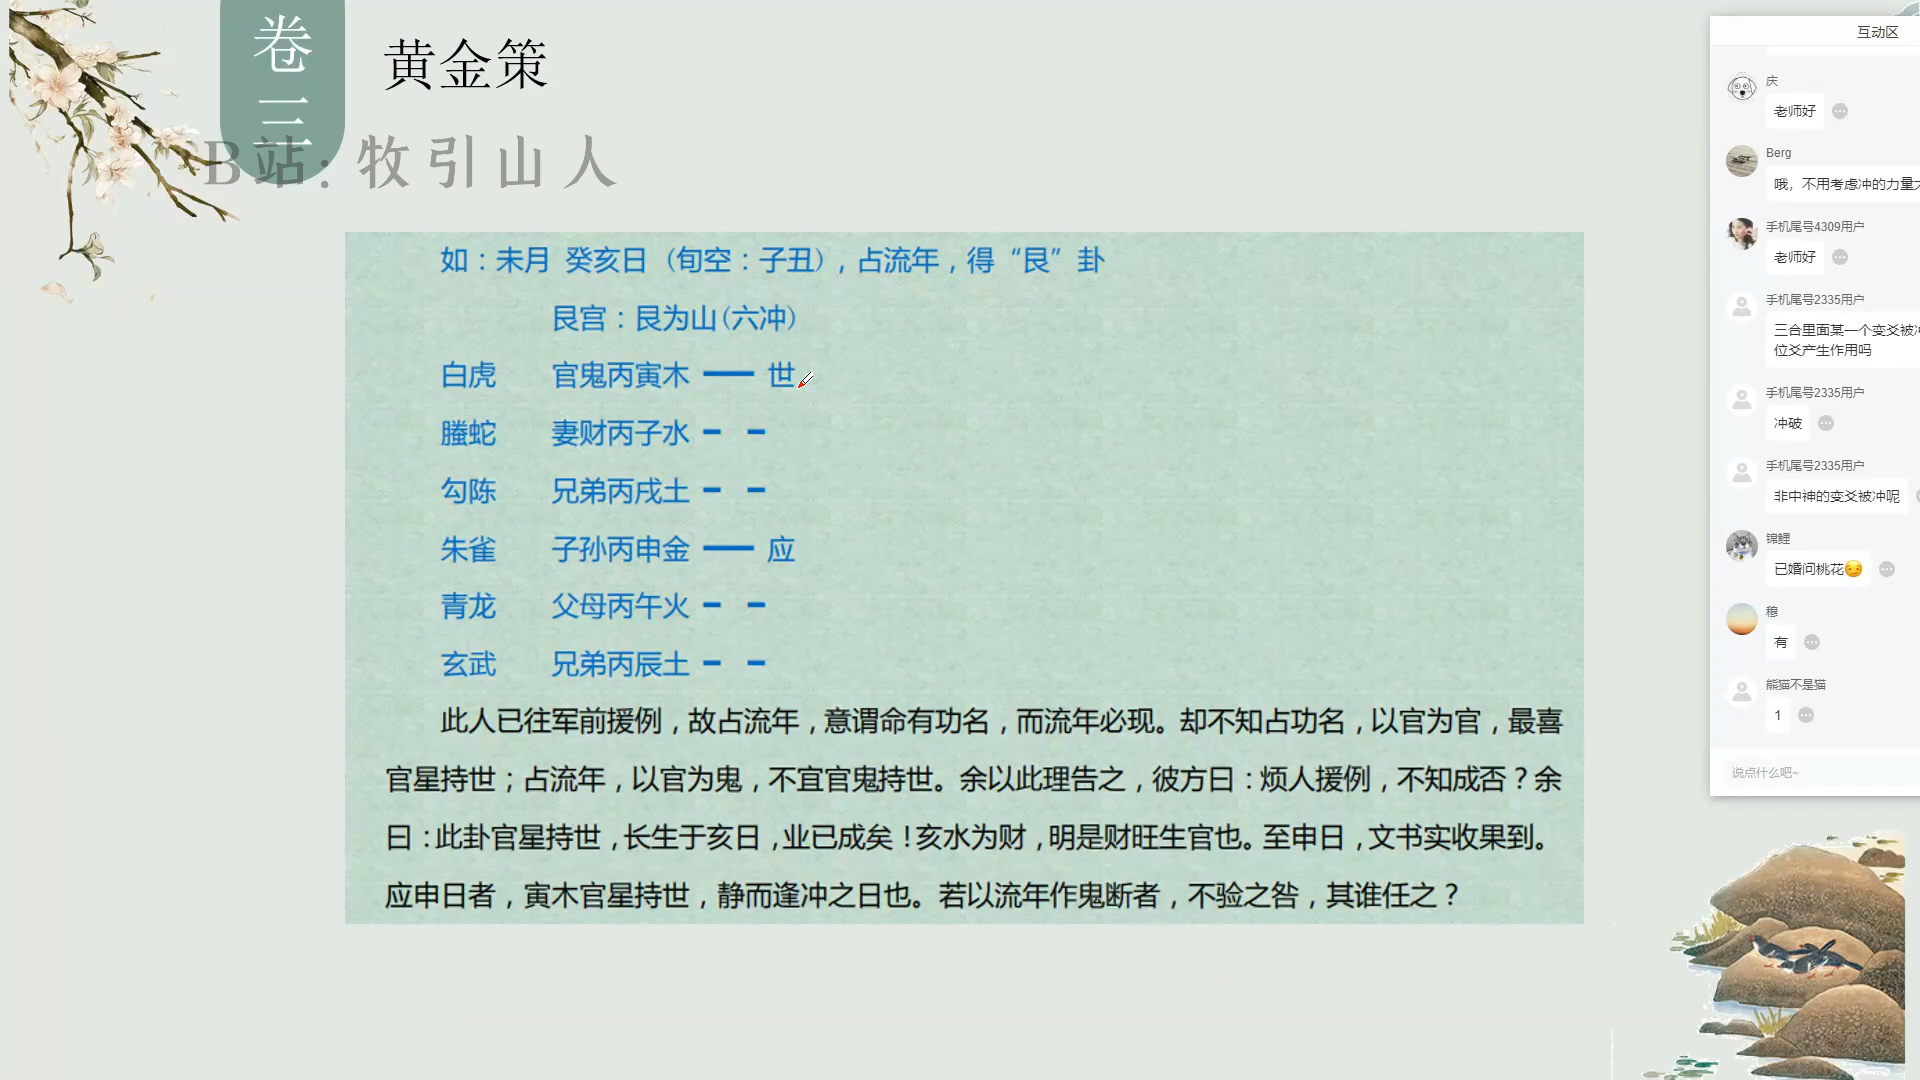 卷三
黄金策
B站: 牧引山人
如：未月 癸亥日（旬空：子丑），占流年，得“艮”卦
艮宫：艮为山(六冲)
白虎 官鬼丙寅木 世
螣蛇 妻财丙子水
勾陈 兄弟丙戌土
朱雀 子孙丙申金 应
青龙 父母丙午火
玄武 兄弟丙辰土
此人已往军前援例，故占流年，意谓命有功名，而流年必现。却不知占功名，以官为官，最喜
官星持世；占流年，以官为鬼，不宜官鬼持世。余以此理告之，彼方曰：烦人援例，不知成否？余
曰：此卦官星持世，长生于亥日，业已成矣！亥水为财，明是财旺生官也。至申日，文书实收果到。
应申日者，寅木官星持世，静而逢冲之日也。若以流年作鬼断者，不验之咎，其谁任之？
互动区
庆
老师好
Berg
哦，不用考虑冲的力量
手机尾号4309用户
老师好
手机尾号2335用户
三合里面某一个变爻被
位爻产生作用吗
手机尾号2335用户
冲破
手机尾号2335用户
非中神的变爻被冲呢
锦鲤
已婚问桃花😏
穆
有
熊猫不是猫
1
说点什么吧~